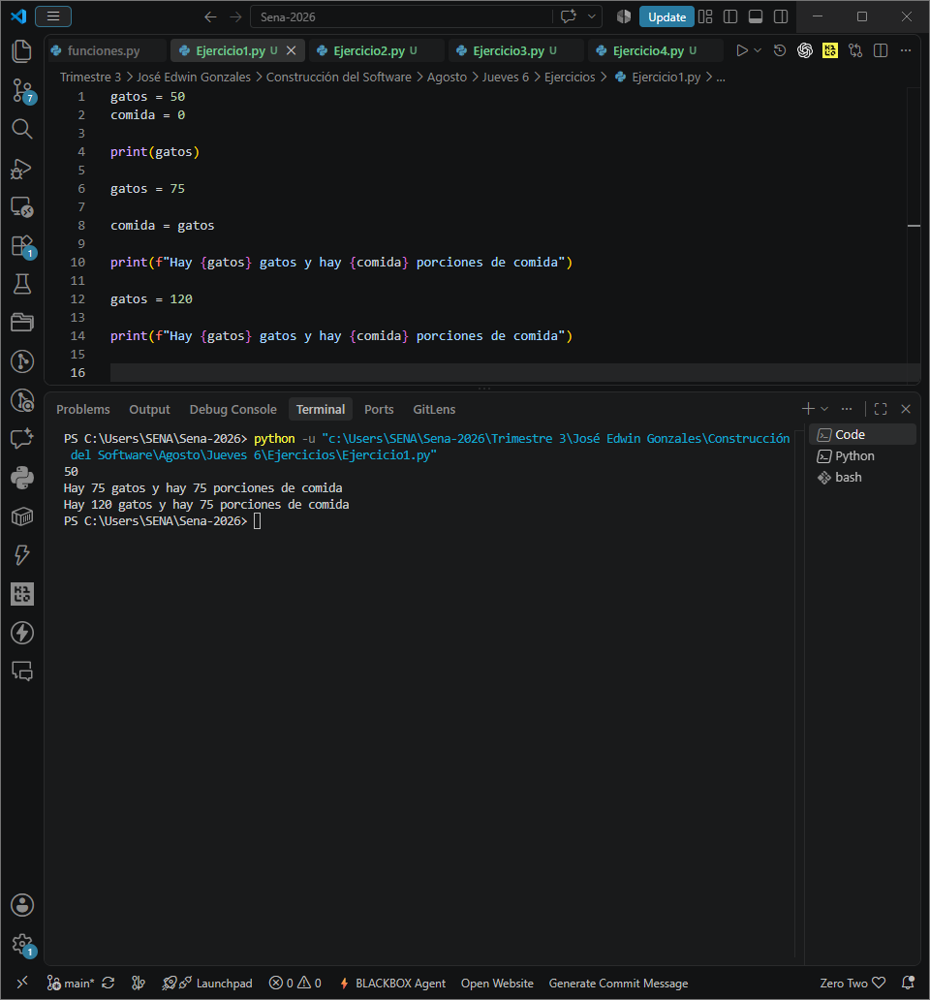 Sena-2026
Update
funciones.py
Ejercicio1.py U
Ejercicio2.py U
Ejercicio3.py U
Ejercicio4.py U
Trimestre 3 > José Edwin Gonzales > Construcción del Software > Agosto > Jueves 6 > Ejercicios > Ejercicio1.py > ...
1 gatos = 50
2 comida = 0
3
4 print(gatos)
5
6 gatos = 75
7
8 comida = gatos
9
10 print(f"Hay {gatos} gatos y hay {comida} porciones de comida")
11
12 gatos = 120
13
14 print(f"Hay {gatos} gatos y hay {comida} porciones de comida")
15
16
7
1
Problems Output Debug Console Terminal Ports GitLens
PS C:\Users\SENA\Sena-2026> python -u "c:\Users\SENA\Sena-2026\Trimestre 3\José Edwin Gonzales\Construcción
del Software\Agosto\Jueves 6\Ejercicios\Ejercicio1.py"
50
Hay 75 gatos y hay 75 porciones de comida
Hay 120 gatos y hay 75 porciones de comida
PS C:\Users\SENA\Sena-2026>
Code
Python
bash
1
main* Launchpad 0 0 BLACKBOX Agent Open Website Generate Commit Message Zero Two